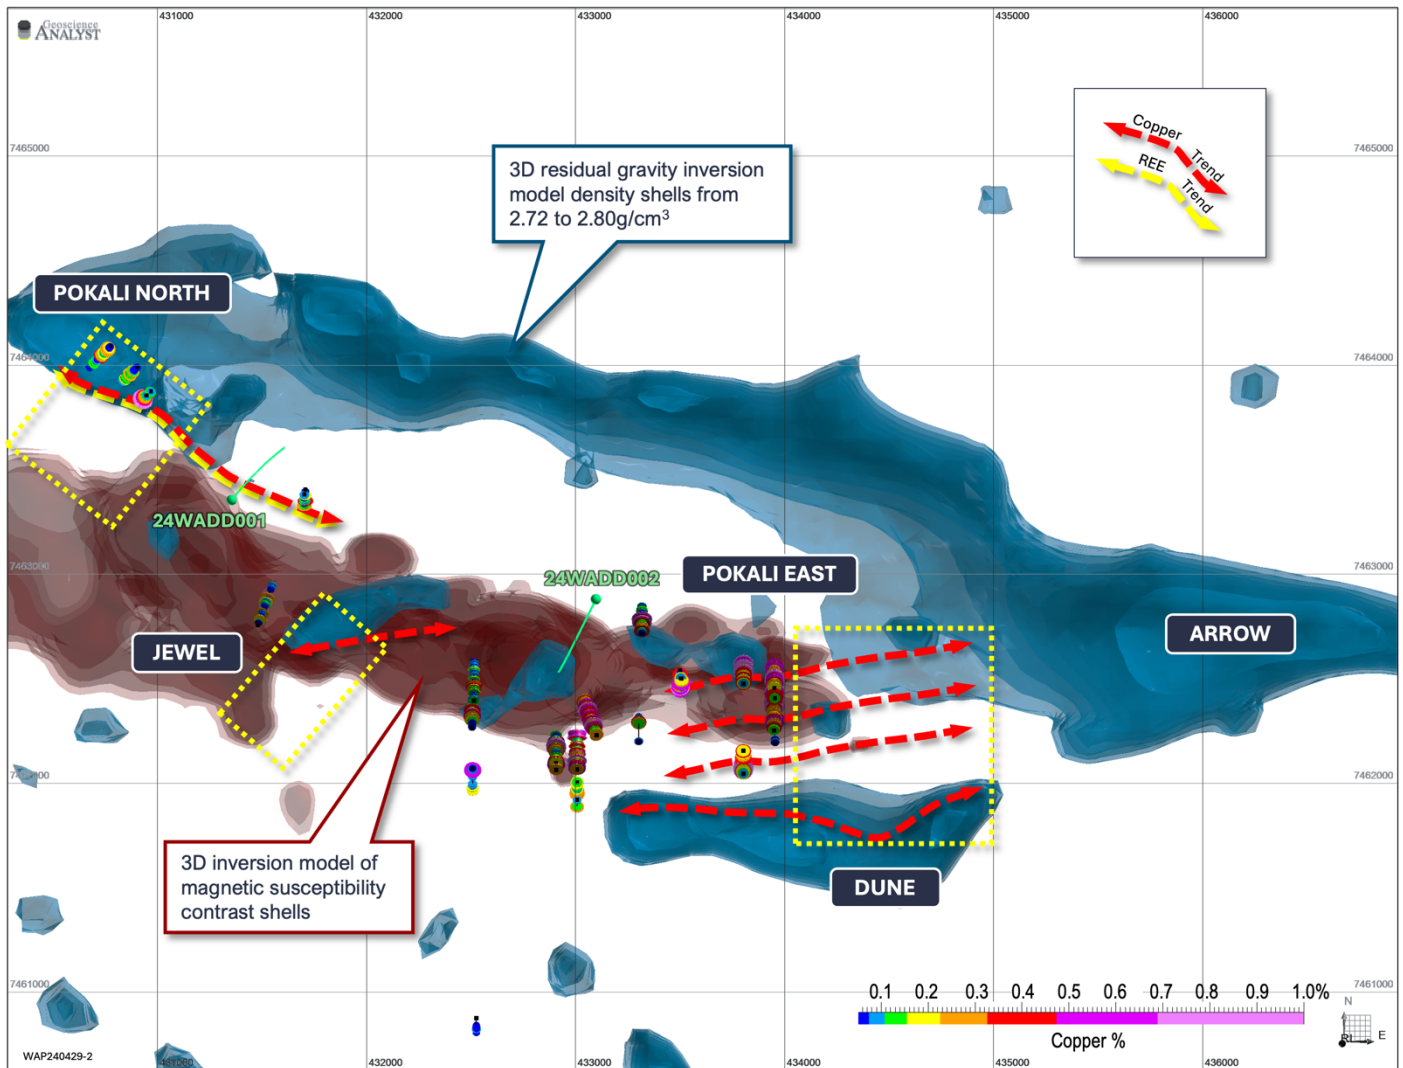 431000 432000 433000 434000 435000 436000
Geoscience
ANALYST
Copper Trend
REE Trend
7465000 7465000
3D residual gravity inversion
model density shells from
2.72 to 2.80g/cm³
POKALI NORTH
7464000 7464000
24WADD001
7463000 7463000
24WADD002
POKALI EAST
ARROW
JEWEL
7462000
3D inversion model of
magnetic susceptibility
contrast shells
DUNE
7461000 7461000
0.1 0.2 0.3 0.4 0.5 0.6 0.7 0.8 0.9 1.0%
Copper %
N
E
WAP240429-2
431000 432000 433000 434000 435000 436000